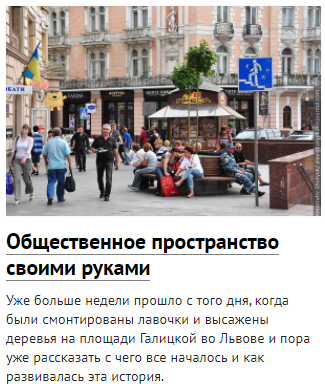 Общественное пространство
своими руками
Уже больше недели прошло с того дня, когда
были смонтированы лавочки и высажены
деревья на площади Галицкой во Львове и пора
уже рассказать с чего все началось и как
развивалась эта история.